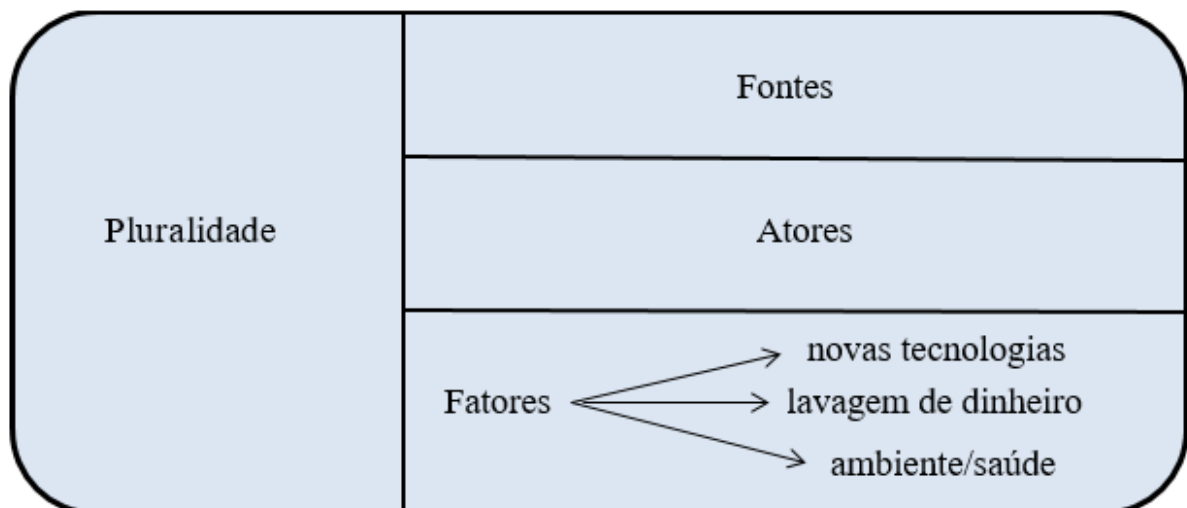 Fontes
Pluralidade
Atores
novas tecnologias
Fatores
lavagem de dinheiro
ambiente/saúde